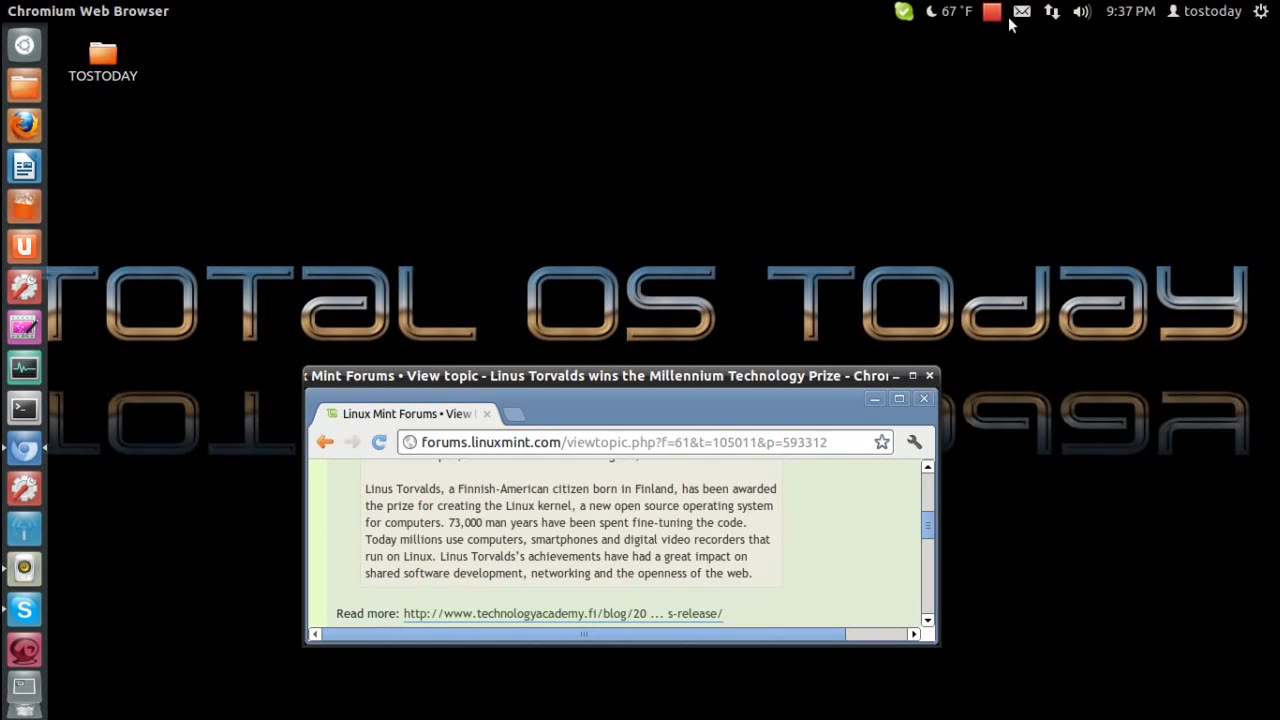 Chromium Web Browser
67 °F
9:37 PM
tostoday
TOSTODAY
TOTAL OS TODAY
Mint Forums • View topic - Linus Torvalds wins the Millennium Technology Prize - Chro
Linux Mint Forums • View
forums.linuxmint.com/viewtopic.php?f=61&t=105011&p=593312
Linus Torvalds, a Finnish-American citizen born in Finland, has been awarded
the prize for creating the Linux kernel, a new open source operating system
for computers. 73,000 man years have been spent fine-tuning the code.
Today millions use computers, smartphones and digital video recorders that
run on Linux. Linus Torvalds's achievements have had a great impact on
shared software development, networking and the openness of the web.
Read more: http://www.technologyacademy.fi/blog/20 ... s-release/